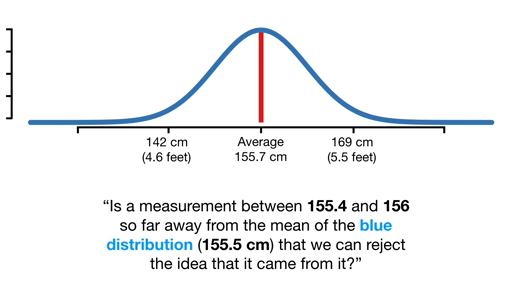 142 cm
(4.6 feet)
Average
155.7 cm
169 cm
(5.5 feet)
“Is a measurement between 155.4 and 156
so far away from the mean of the blue
distribution (155.5 cm) that we can reject
the idea that it came from it?”